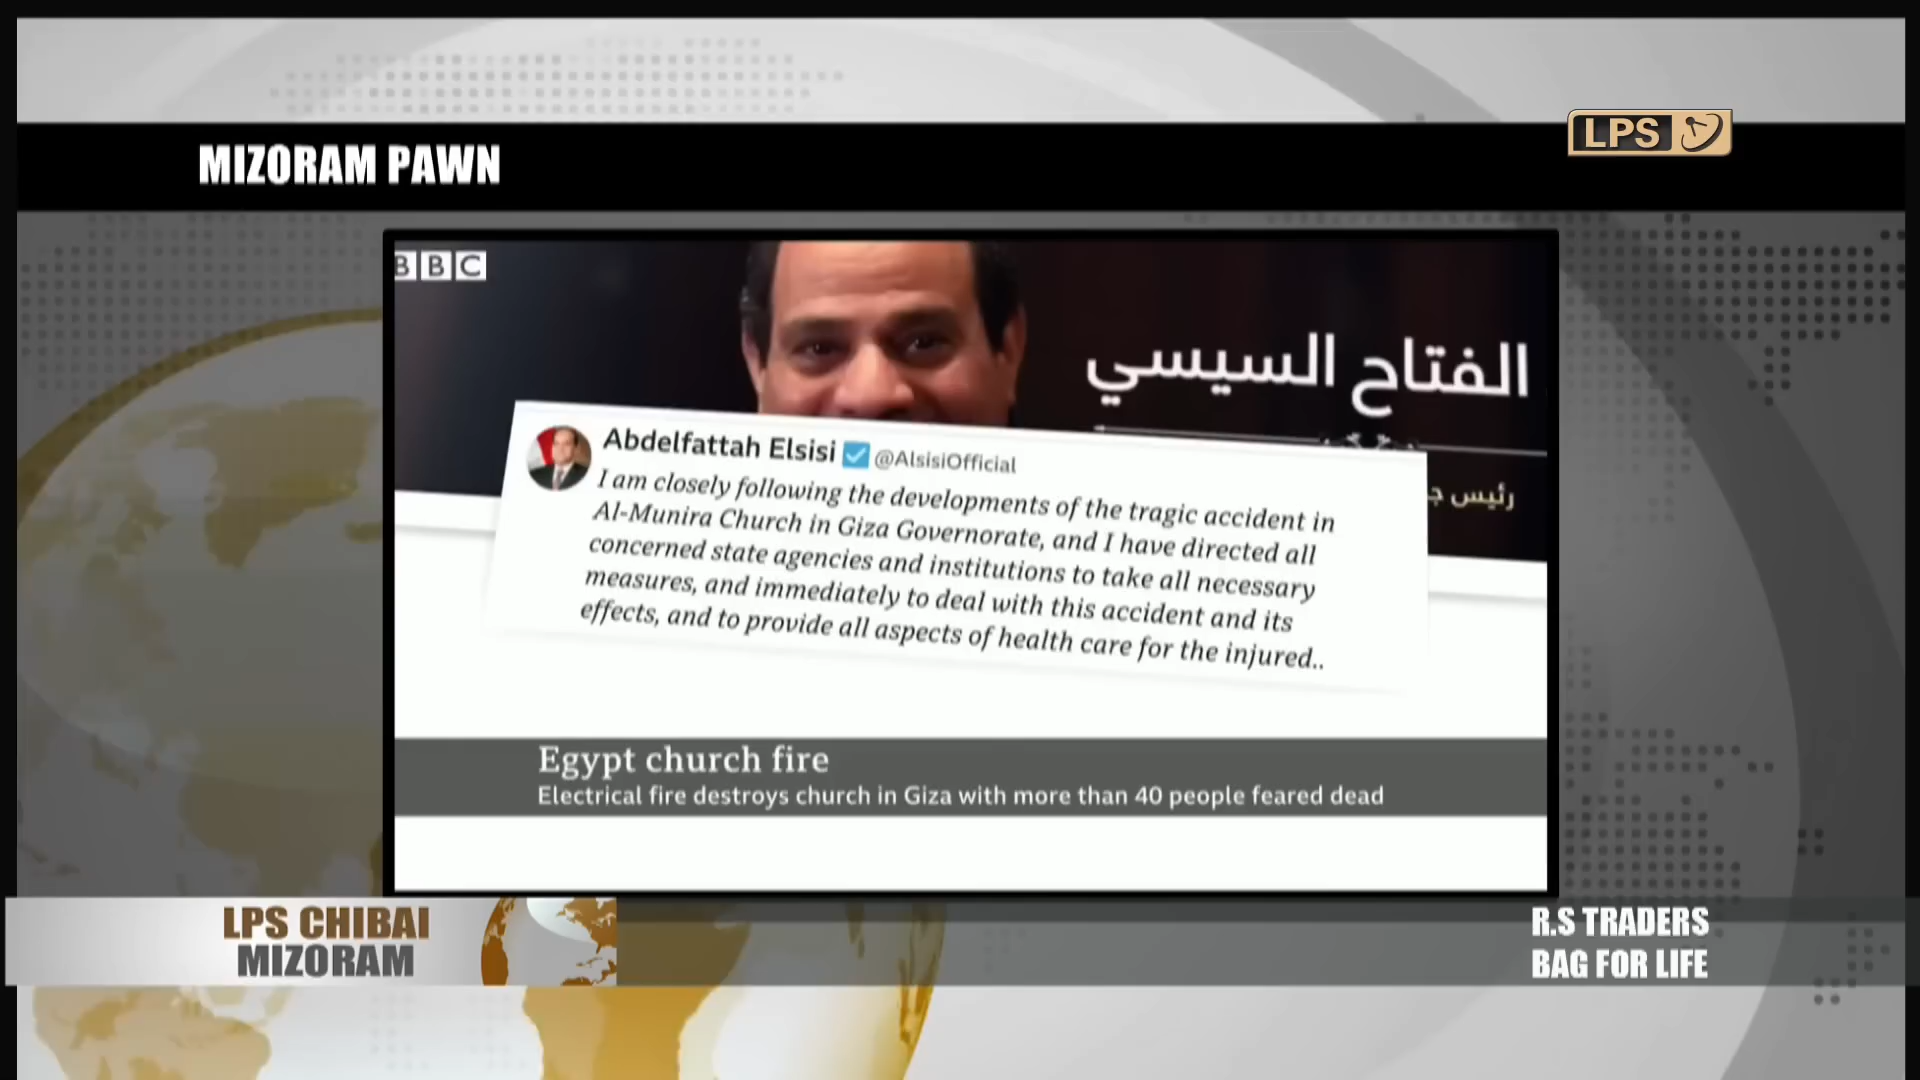 LPS
MIZORAM PAWN
BBC
الفتاح السيسي
Abdelfattah Elsisi @AlsisiOfficial
I am closely following the developments of the tragic accident in
Al-Munira Church in Giza Governorate, and I have directed all
concerned state agencies and institutions to take all necessary
measures, and immediately to deal with this accident and its
effects, and to provide all aspects of health care for the injured..
رئيس
Egypt church fire
Electrical fire destroys church in Giza with more than 40 people feared dead
LPS CHIBAI
MIZORAM
R.S TRADERS
BAG FOR LIFE